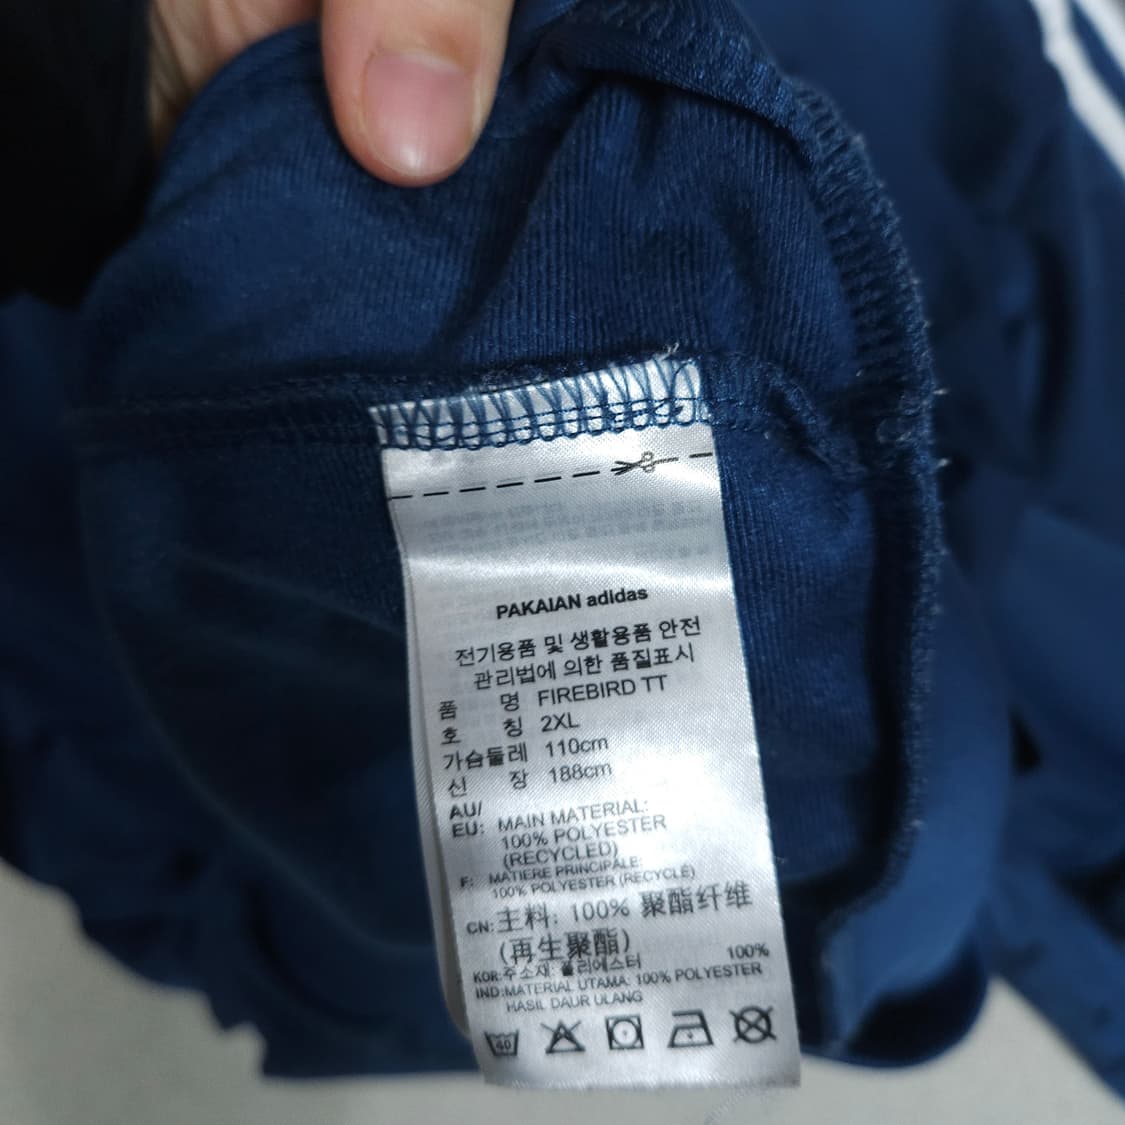 PAKAIAN adidas
전기용품 및 생활용품 안전
관리법에 의한 품질표시
품 명 FIREBIRD TT
호 칭 2XL
가슴둘레 110cm
신 장 188cm
AU/
EU: MAIN MATERIAL:
100% POLYESTER
(RECYCLED)
F: MATIERE PRINCIPALE:
100% POLYESTER (RECYCLÉ)
CN: 主料: 100% 聚酯纤维
(再生聚酯)
100%
KOR: 주소재: 폴리에스터
IND: MATERIAL UTAMA: 100% POLYESTER
HASIL DAUR ULANG
40